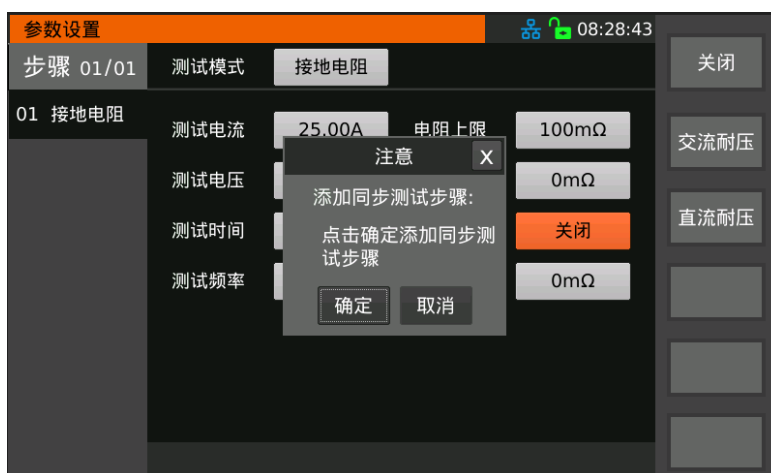 参数设置
08:28:43
步骤 01/01
测试模式
接地电阻
关闭
01 接地电阻
测试电流
25.00A
电阻上限
100mΩ
交流耐压
注意
X
测试电压
0mΩ
添加同步测试步骤:
直流耐压
测试时间
点击确定添加同步测
试步骤
关闭
测试频率
0mΩ
确定
取消